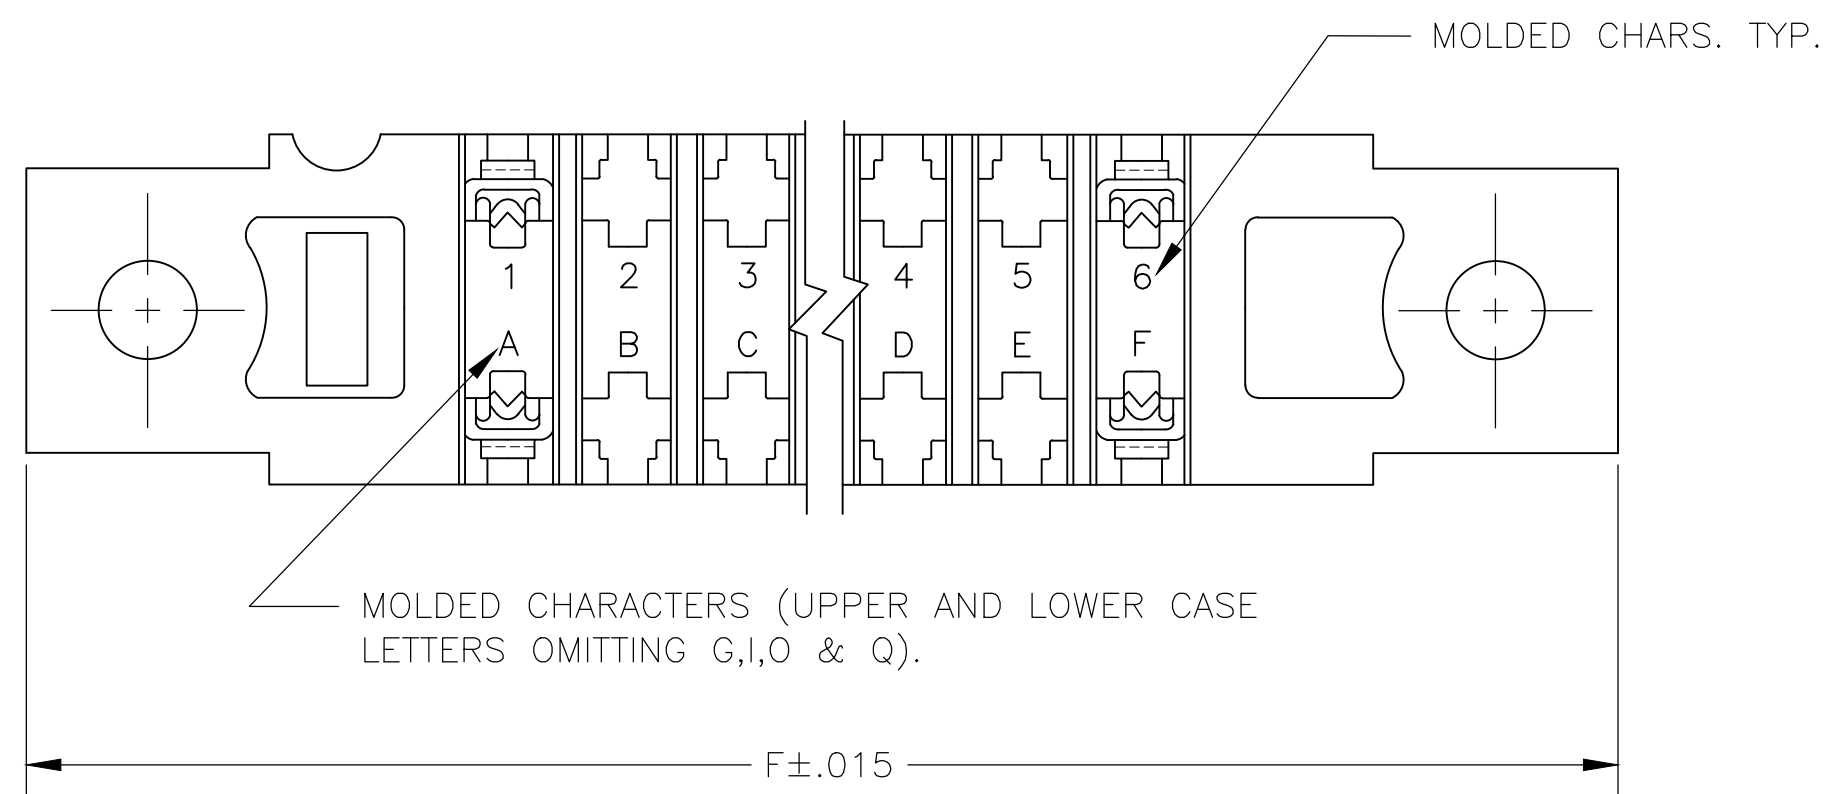 MOLDED CHARS. TYP.
1 2 3 4 5 6
A B C D E F
MOLDED CHARACTERS (UPPER AND LOWER CASE
LETTERS OMITTING G,I,O & Q).
F±.015